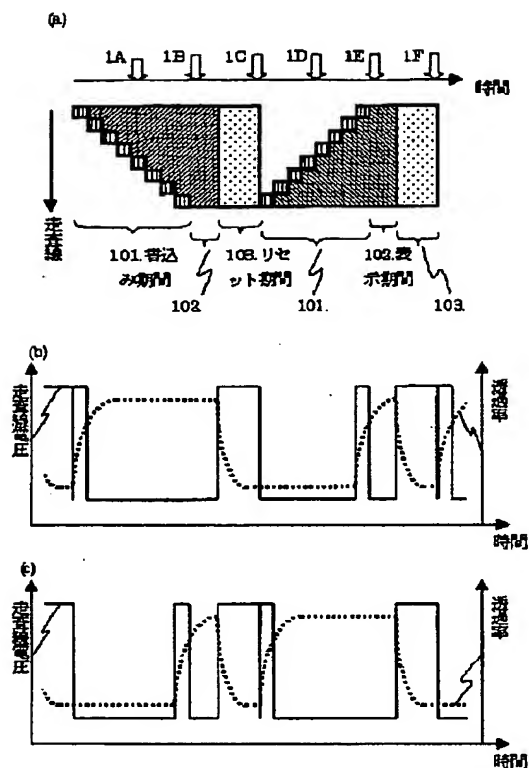 (a)
1A 1B 1C 1D 1E 1F
時間
走査線
101.書込 103.リセ 102.表
み期間 ット期間 示期間
102. 101. 103.
(b)
走査線電圧
透過率
時間
(c)
走査線電圧
透過率
時間